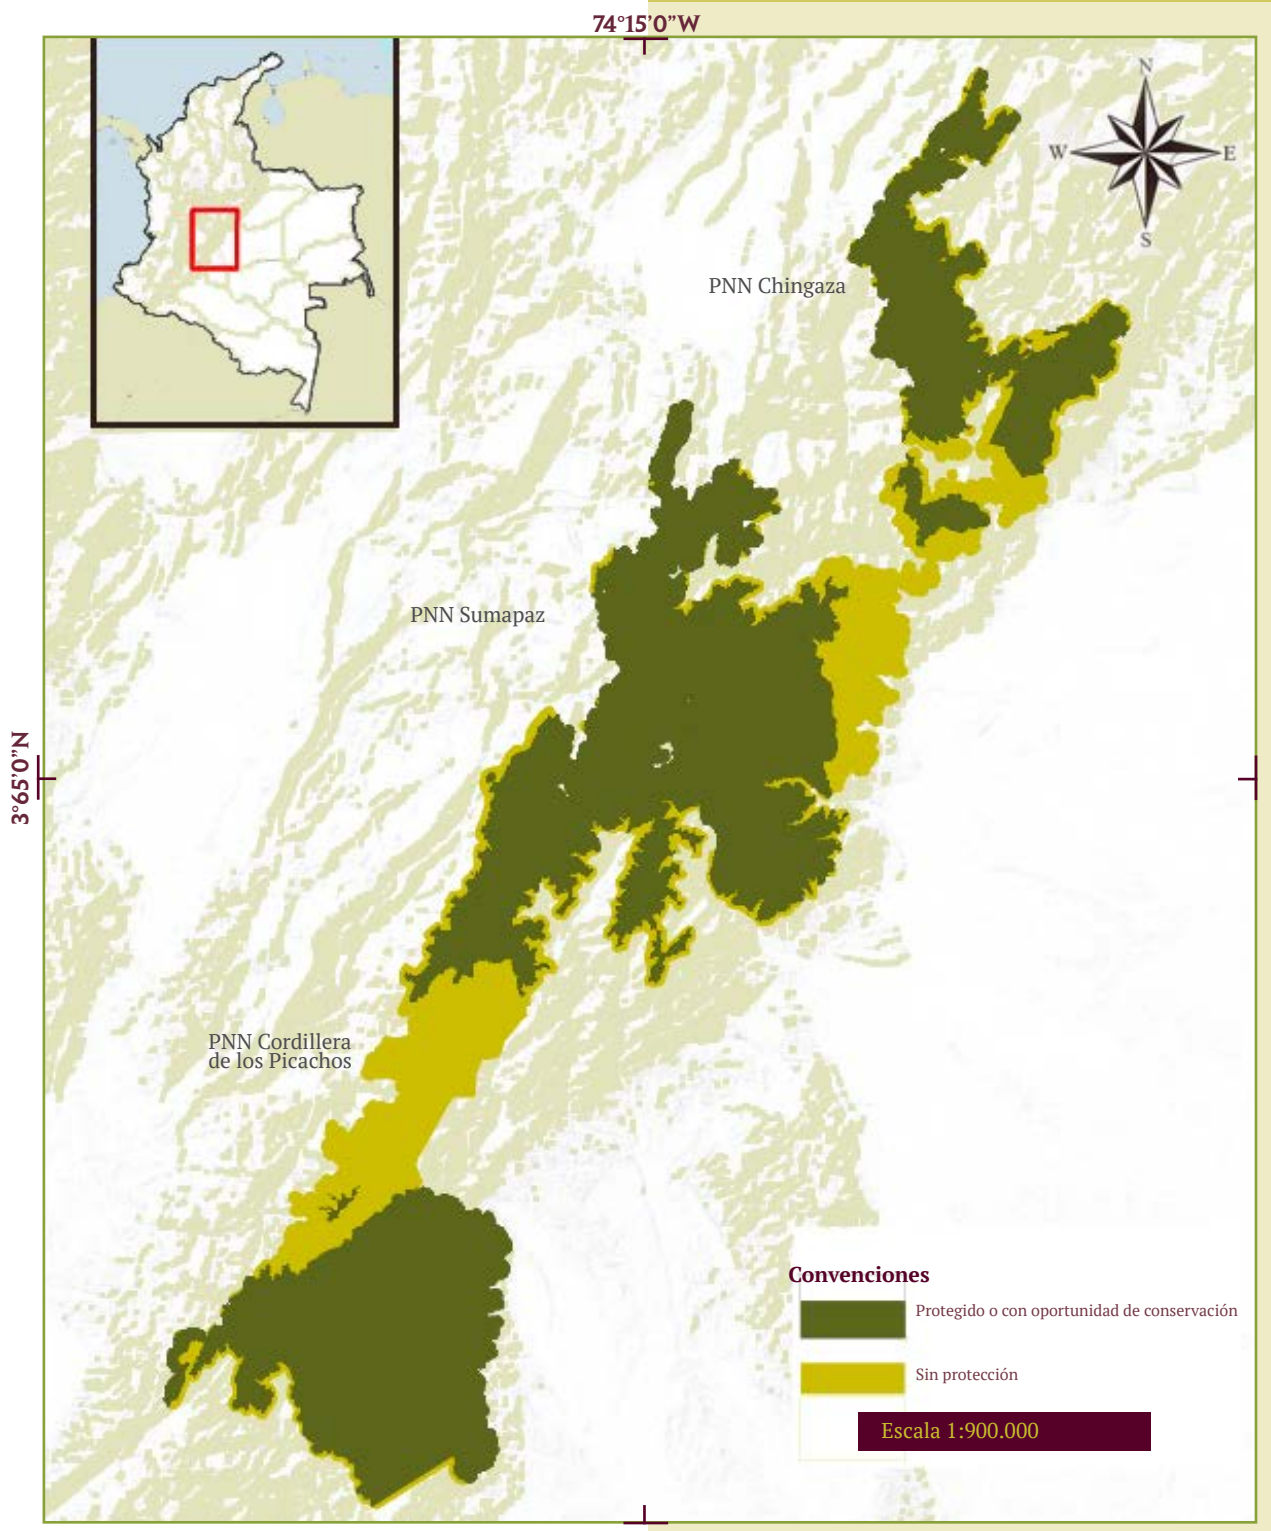 74°15’0”W
N
W
E
S
PNN Chingaza
PNN Sumapaz
3°65’0”N
PNN Cordillera
de los Picachos
Convenciones
Protegido o con oportunidad de conservación
Sin protección
Escala 1:900.000